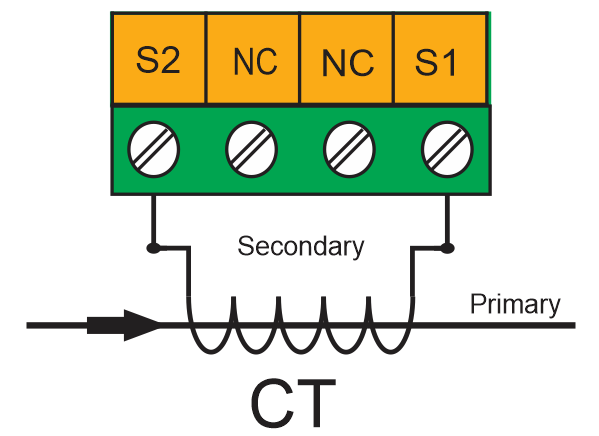 S2 NC NC S1
Secondary
Primary
CT